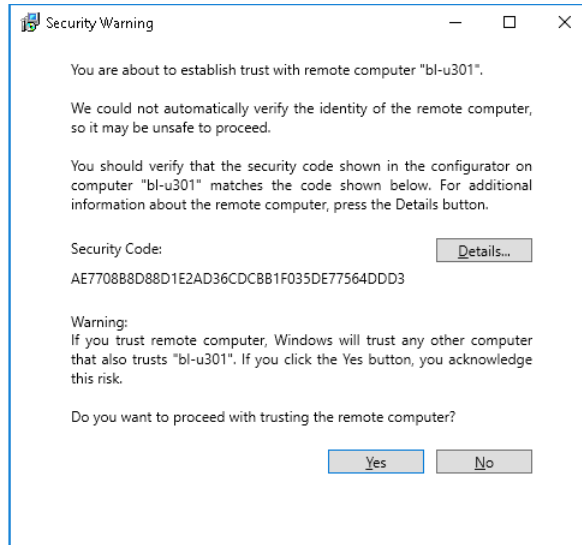 Security Warning
You are about to establish trust with remote computer "bl-u301".
We could not automatically verify the identity of the remote computer,
so it may be unsafe to proceed.
You should verify that the security code shown in the configurator on
computer "bl-u301" matches the code shown below. For additional
information about the remote computer, press the Details button.
Security Code:
Details...
AE7708B8D88D1E2AD36CDCBB1F035DE77564DDD3
Warning:
If you trust remote computer, Windows will trust any other computer
that also trusts "bl-u301". If you click the Yes button, you acknowledge
this risk.
Do you want to proceed with trusting the remote computer?
Yes
No